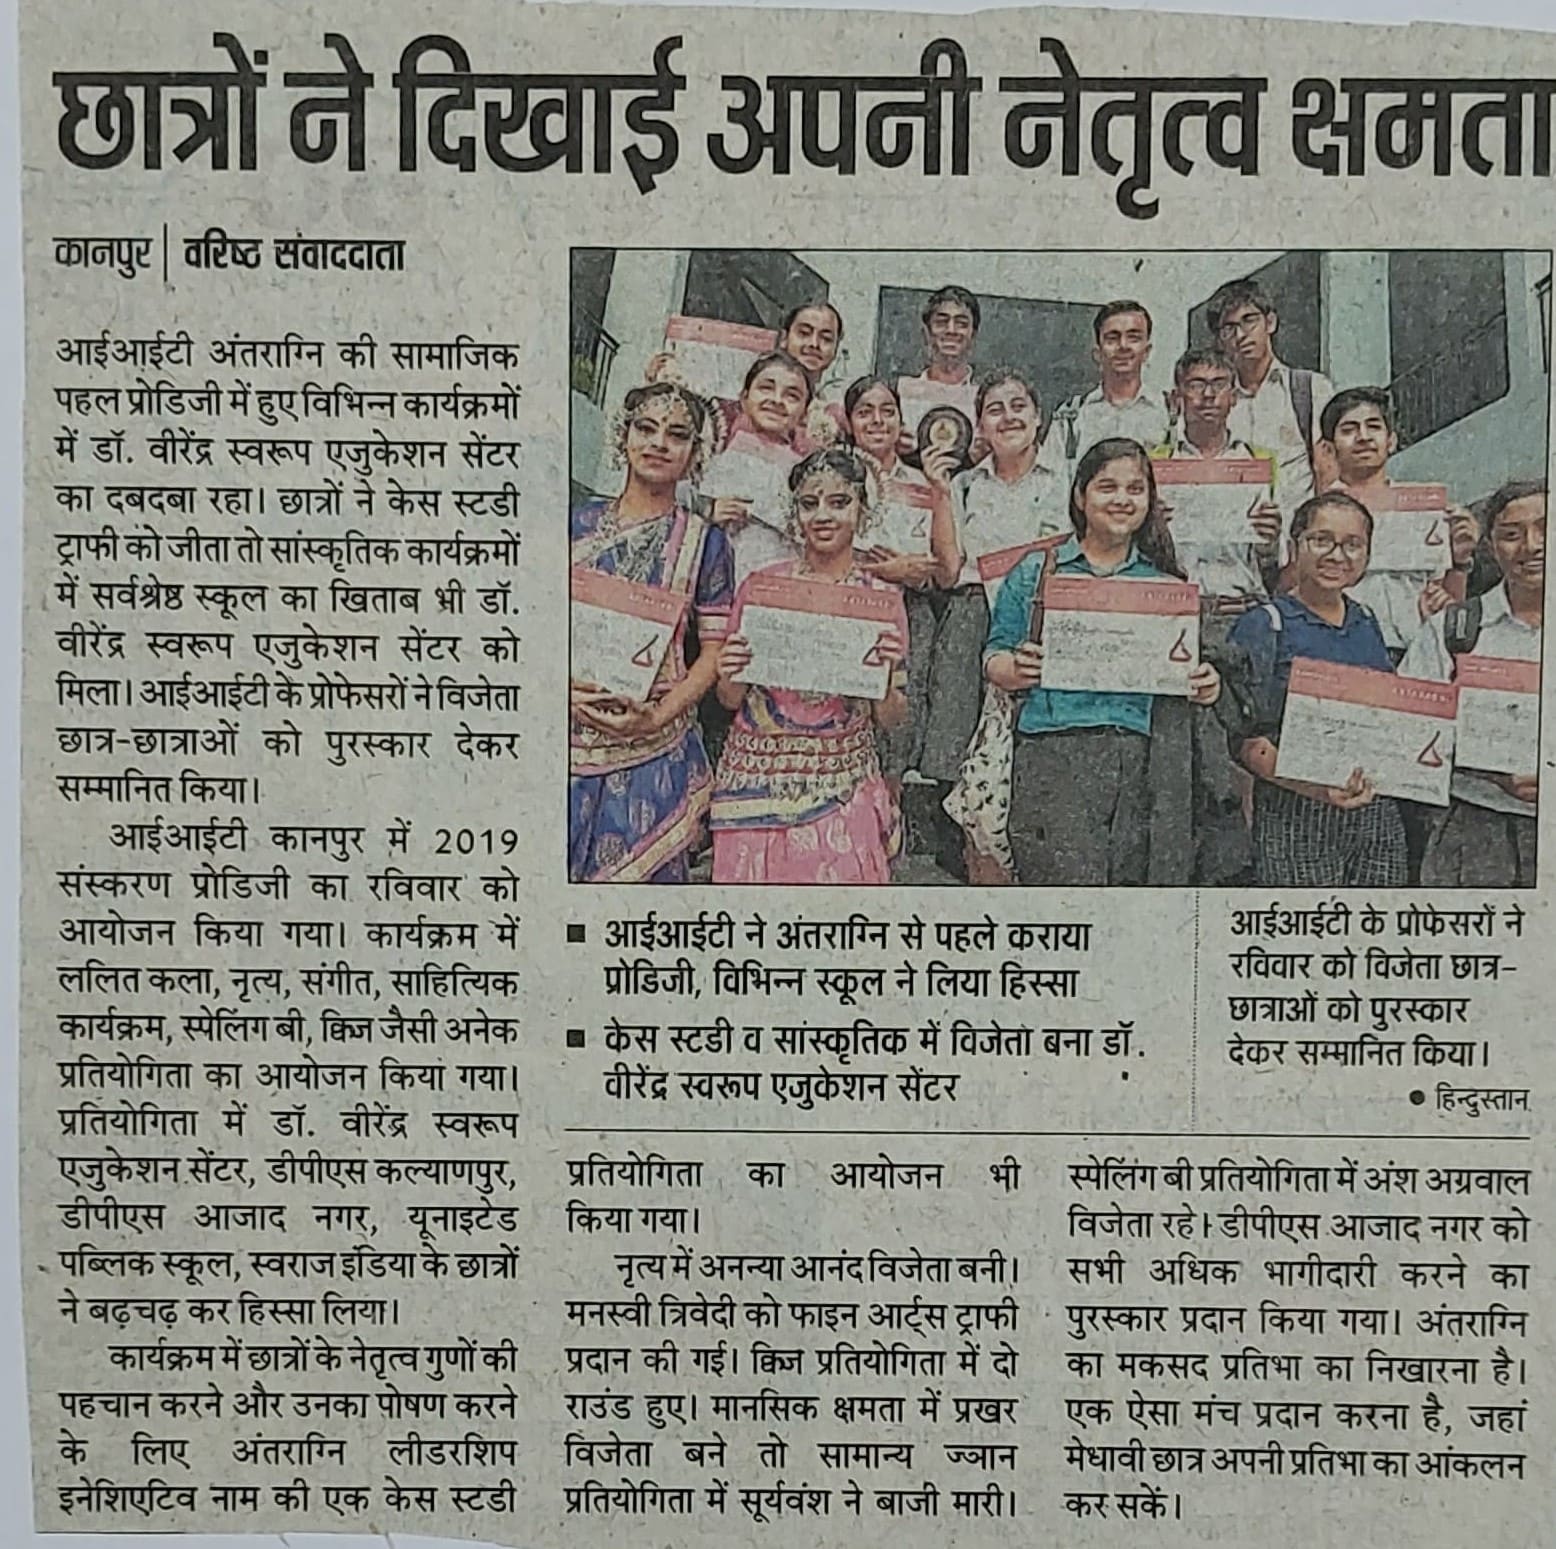 छात्रों ने दिखाई अपनी नेतृत्व क्षमता
कानपुर | वरिष्ठ संवाददाता
आईआईटी अंतराग्नि की सामाजिक
पहल प्रोडिजी में हुए विभिन्न कार्यक्रमों
में डॉ. वीरेंद्र स्वरूप एजुकेशन सेंटर
का दबदबा रहा। छात्रों ने केस स्टडी
ट्राफी को जीता तो सांस्कृतिक कार्यक्रमों
में सर्वश्रेष्ठ स्कूल का खिताब भी डॉ.
वीरेंद्र स्वरूप एजुकेशन सेंटर को
मिला। आईआईटी के प्रोफेसरों ने विजेता
छात्र-छात्राओं को पुरस्कार देकर
सम्मानित किया।
आईआईटी कानपुर में 2019
संस्करण प्रोडिजी का रविवार को
आयोजन किया गया। कार्यक्रम में
ललित कला, नृत्य, संगीत, साहित्यिक
कार्यक्रम, स्पेलिंग बी, क्विज जैसी अनेक
प्रतियोगिता का आयोजन किया गया।
प्रतियोगिता में डॉ. वीरेंद्र स्वरूप
एजुकेशन सेंटर, डीपीएस कल्याणपुर,
डीपीएस आजाद नगर, यूनाइटेड
पब्लिक स्कूल, स्वराज इंडिया के छात्रों
ने बढ़चढ़ कर हिस्सा लिया।
कार्यक्रम में छात्रों के नेतृत्व गुणों की
पहचान करने और उनका पोषण करने
के लिए अंतराग्नि लीडरशिप
इनेशिएटिव नाम की एक केस स्टडी
■ आईआईटी ने अंतराग्नि से पहले कराया
प्रोडिजी, विभिन्न स्कूल ने लिया हिस्सा
■ केस स्टडी व सांस्कृतिक में विजेता बना डॉ.
वीरेंद्र स्वरूप एजुकेशन सेंटर
आईआईटी के प्रोफेसरों ने
रविवार को विजेता छात्र-
छात्राओं को पुरस्कार
देकर सम्मानित किया।
● हिन्दुस्तान
प्रतियोगिता का आयोजन भी
किया गया।
नृत्य में अनन्या आनंद विजेता बनी।
मनस्वी त्रिवेदी को फाइन आर्ट्स ट्राफी
प्रदान की गई। क्विज प्रतियोगिता में दो
राउंड हुए। मानसिक क्षमता में प्रखर
विजेता बने तो सामान्य ज्ञान
प्रतियोगिता में सूर्यवंश ने बाजी मारी।
स्पेलिंग बी प्रतियोगिता में अंश अग्रवाल
विजेता रहे। डीपीएस आजाद नगर को
सभी अधिक भागीदारी करने का
पुरस्कार प्रदान किया गया। अंतराग्नि
का मकसद प्रतिभा का निखारना है।
एक ऐसा मंच प्रदान करना है, जहां
मेधावी छात्र अपनी प्रतिभा का आंकलन
कर सकें।